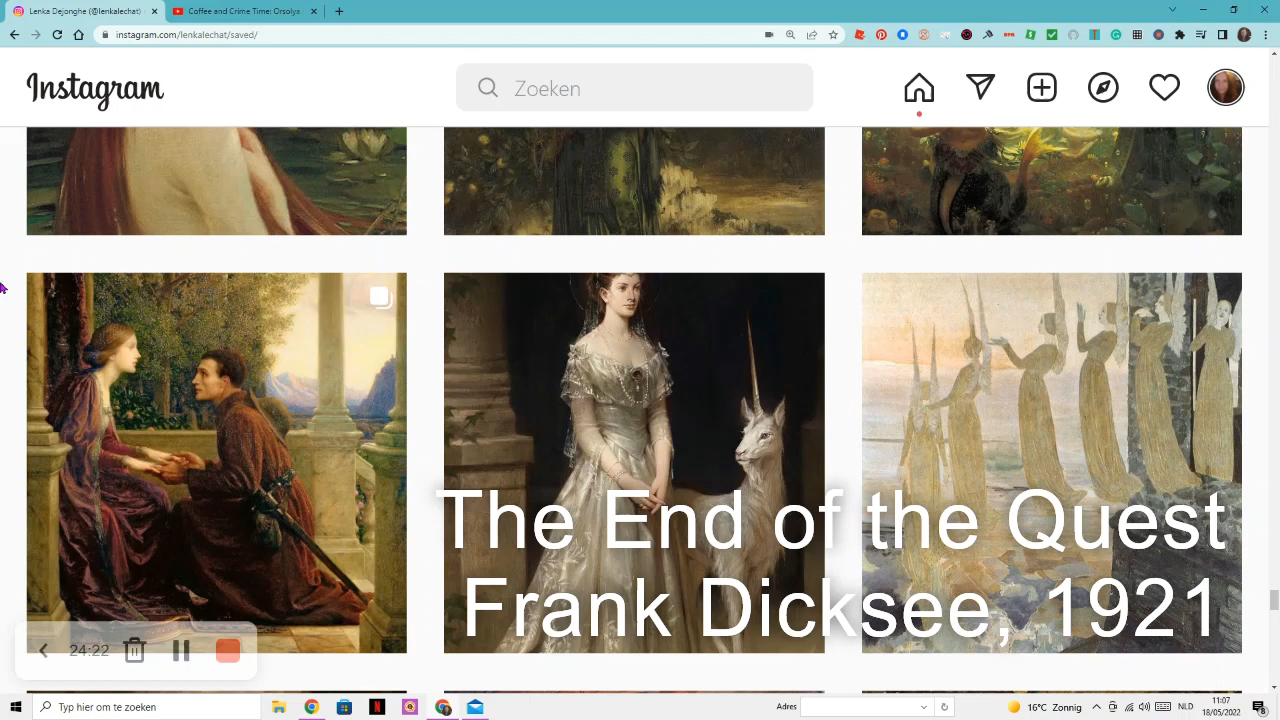 Lenka Dejonghe (@lenkalechat)
Coffee and Crime Time: Orsolya
instagram.com/lenkalechat/saved/
Instagram
Zoeken
The End of the Quest
Frank Dicksee, 1921
24:22
Typ hier om te zoeken
Adres
16°C Zonnig
NLD
11:07
18/05/2022
8